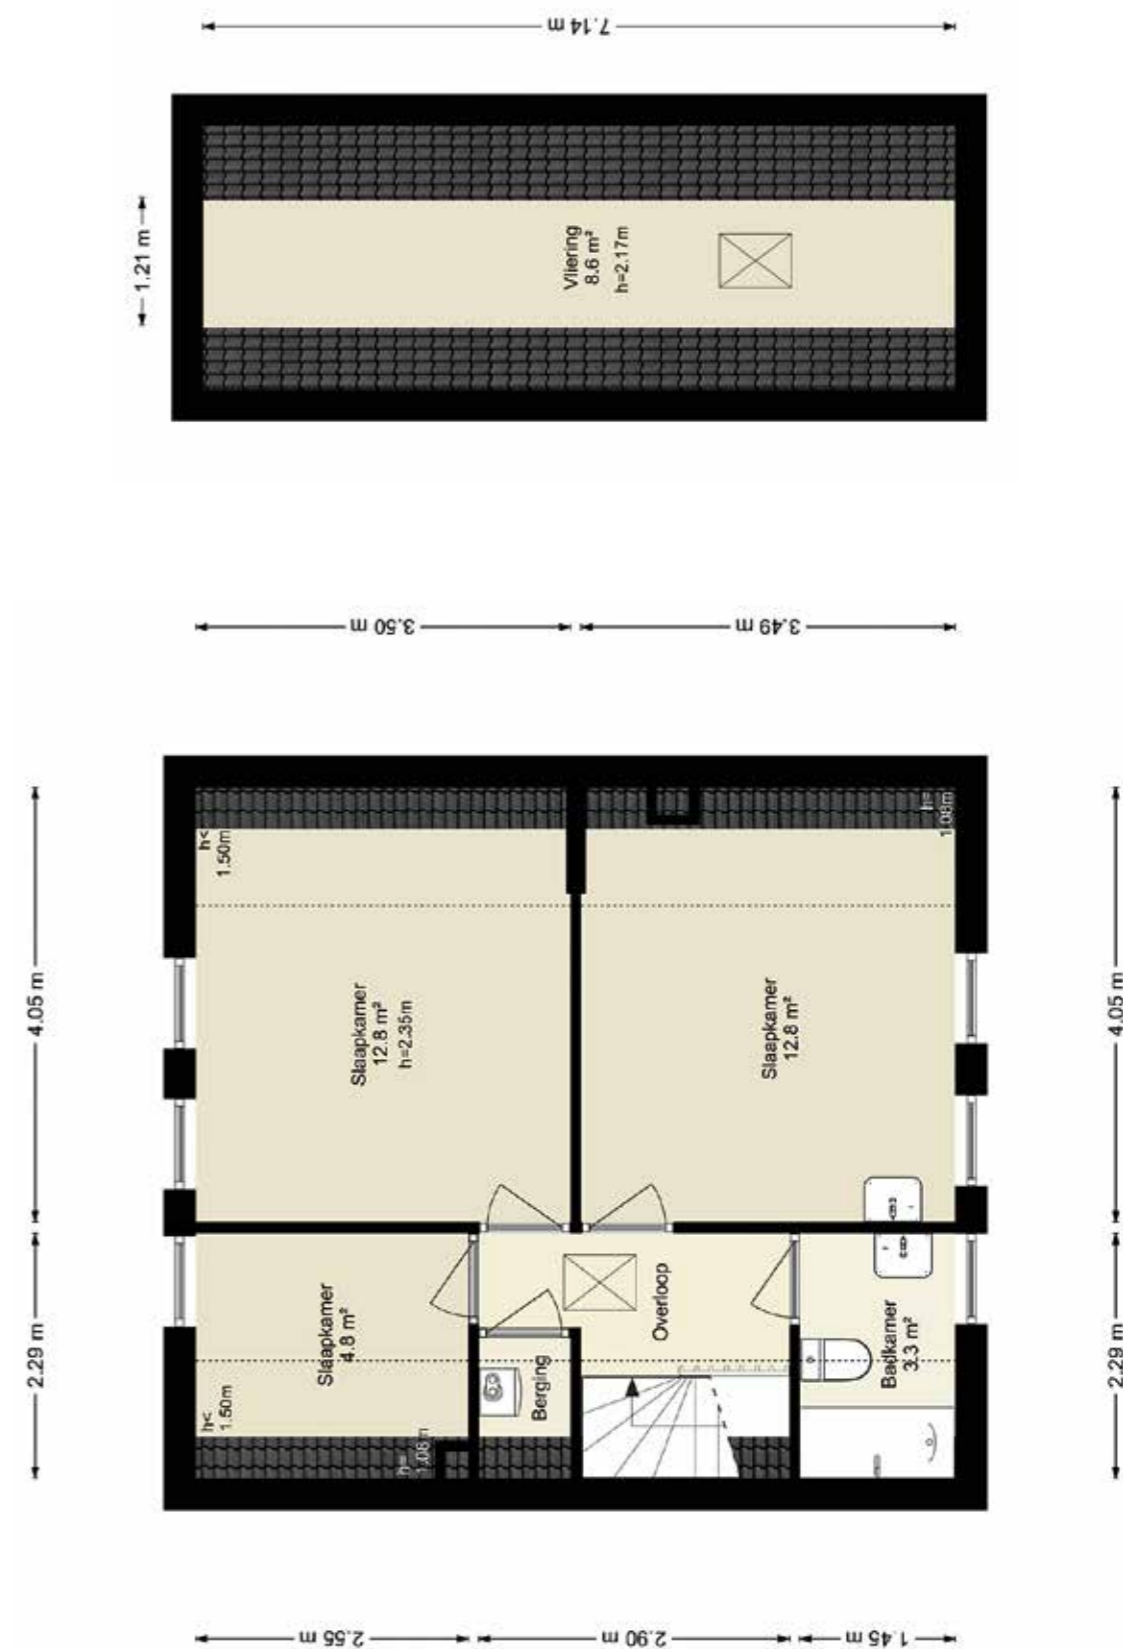 7.14 m
1.21 m
Vliering
8.6 m²
h=2.17m
3.50 m
3.49 m
4.05 m
4.05 m
h<
1.50m
h=
1.08m
Slaapkamer
12.8 m²
h=2.35m
Slaapkamer
12.8 m²
2.29 m
2.29 m
Slaapkamer
4.8 m²
h<
1.50m
h=
1.08m
Berging
Overloop
Badkamer
3.3 m²
2.55 m
2.90 m
1.45 m